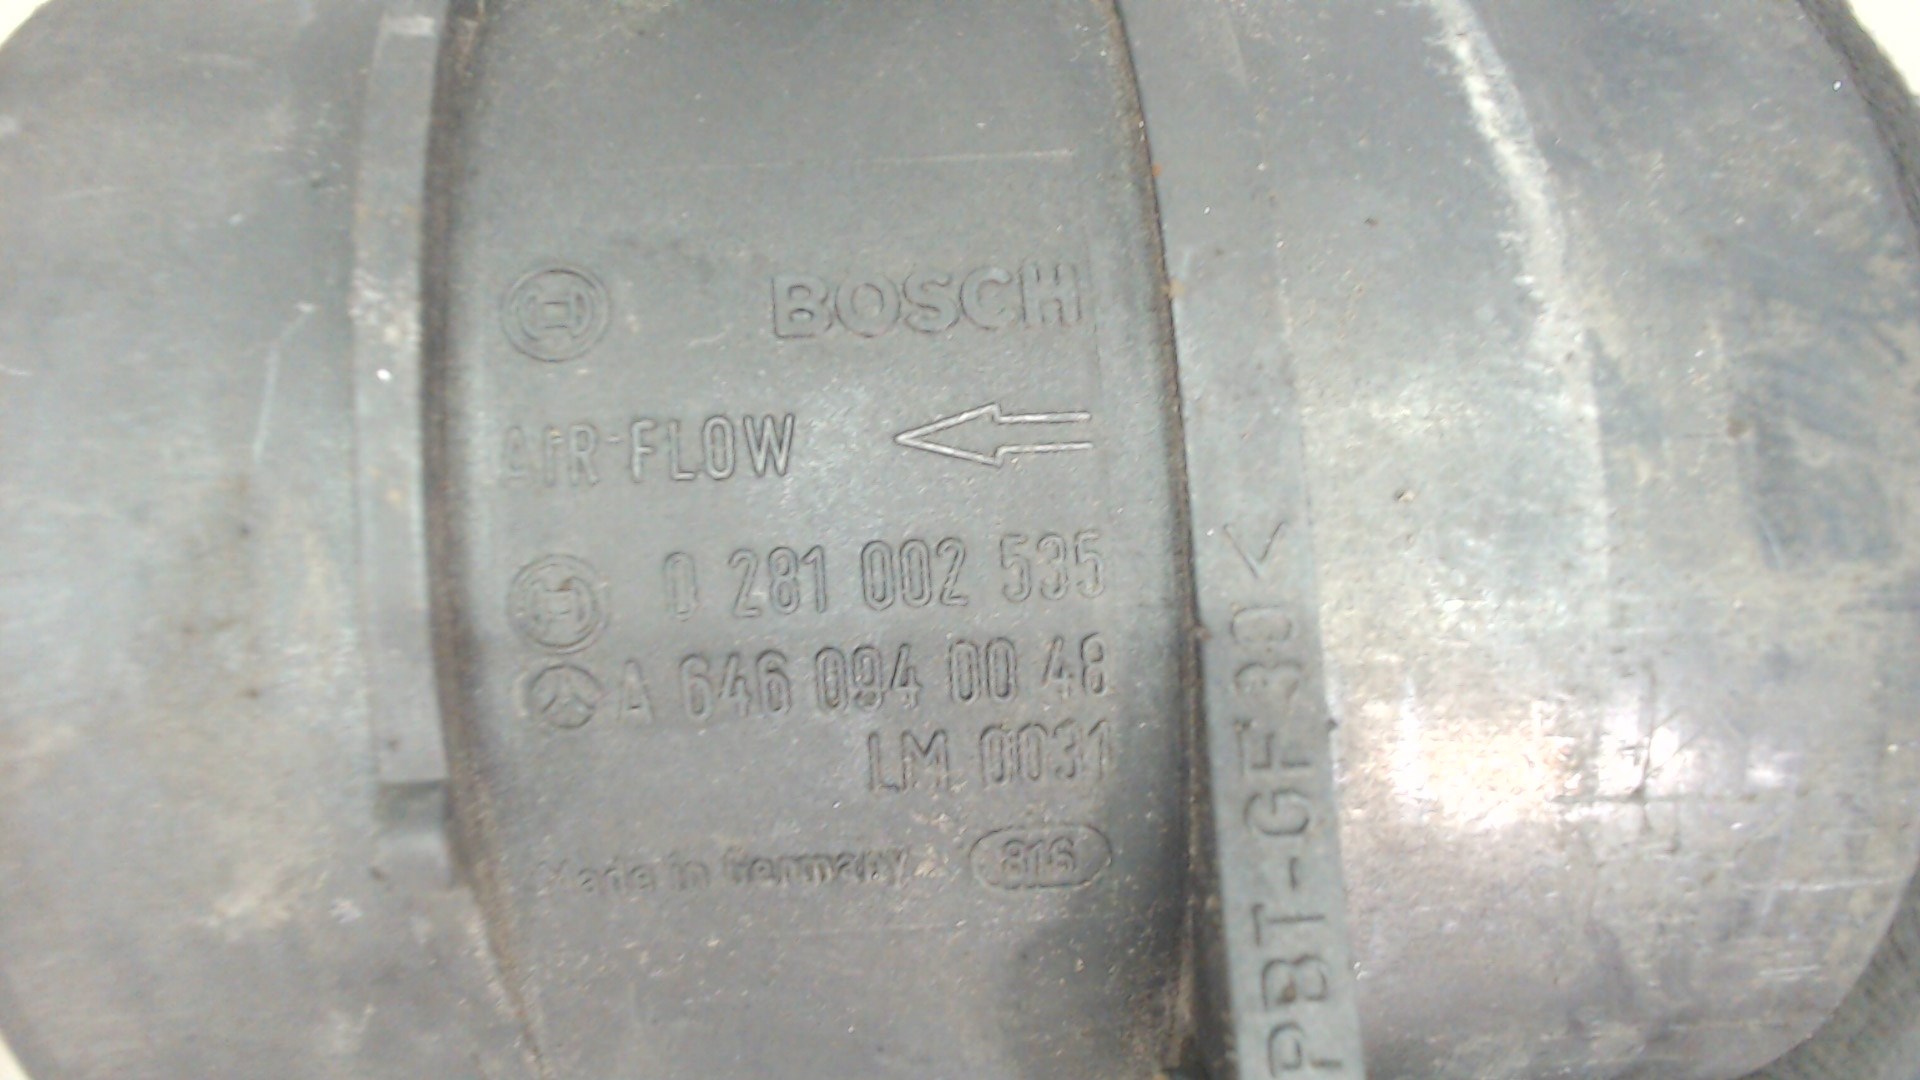 BOSCH
AIR FLOW
0 281 002 535
A 646 094 00 48
LM 0031
Made in Germany 816
PBT-GF30<